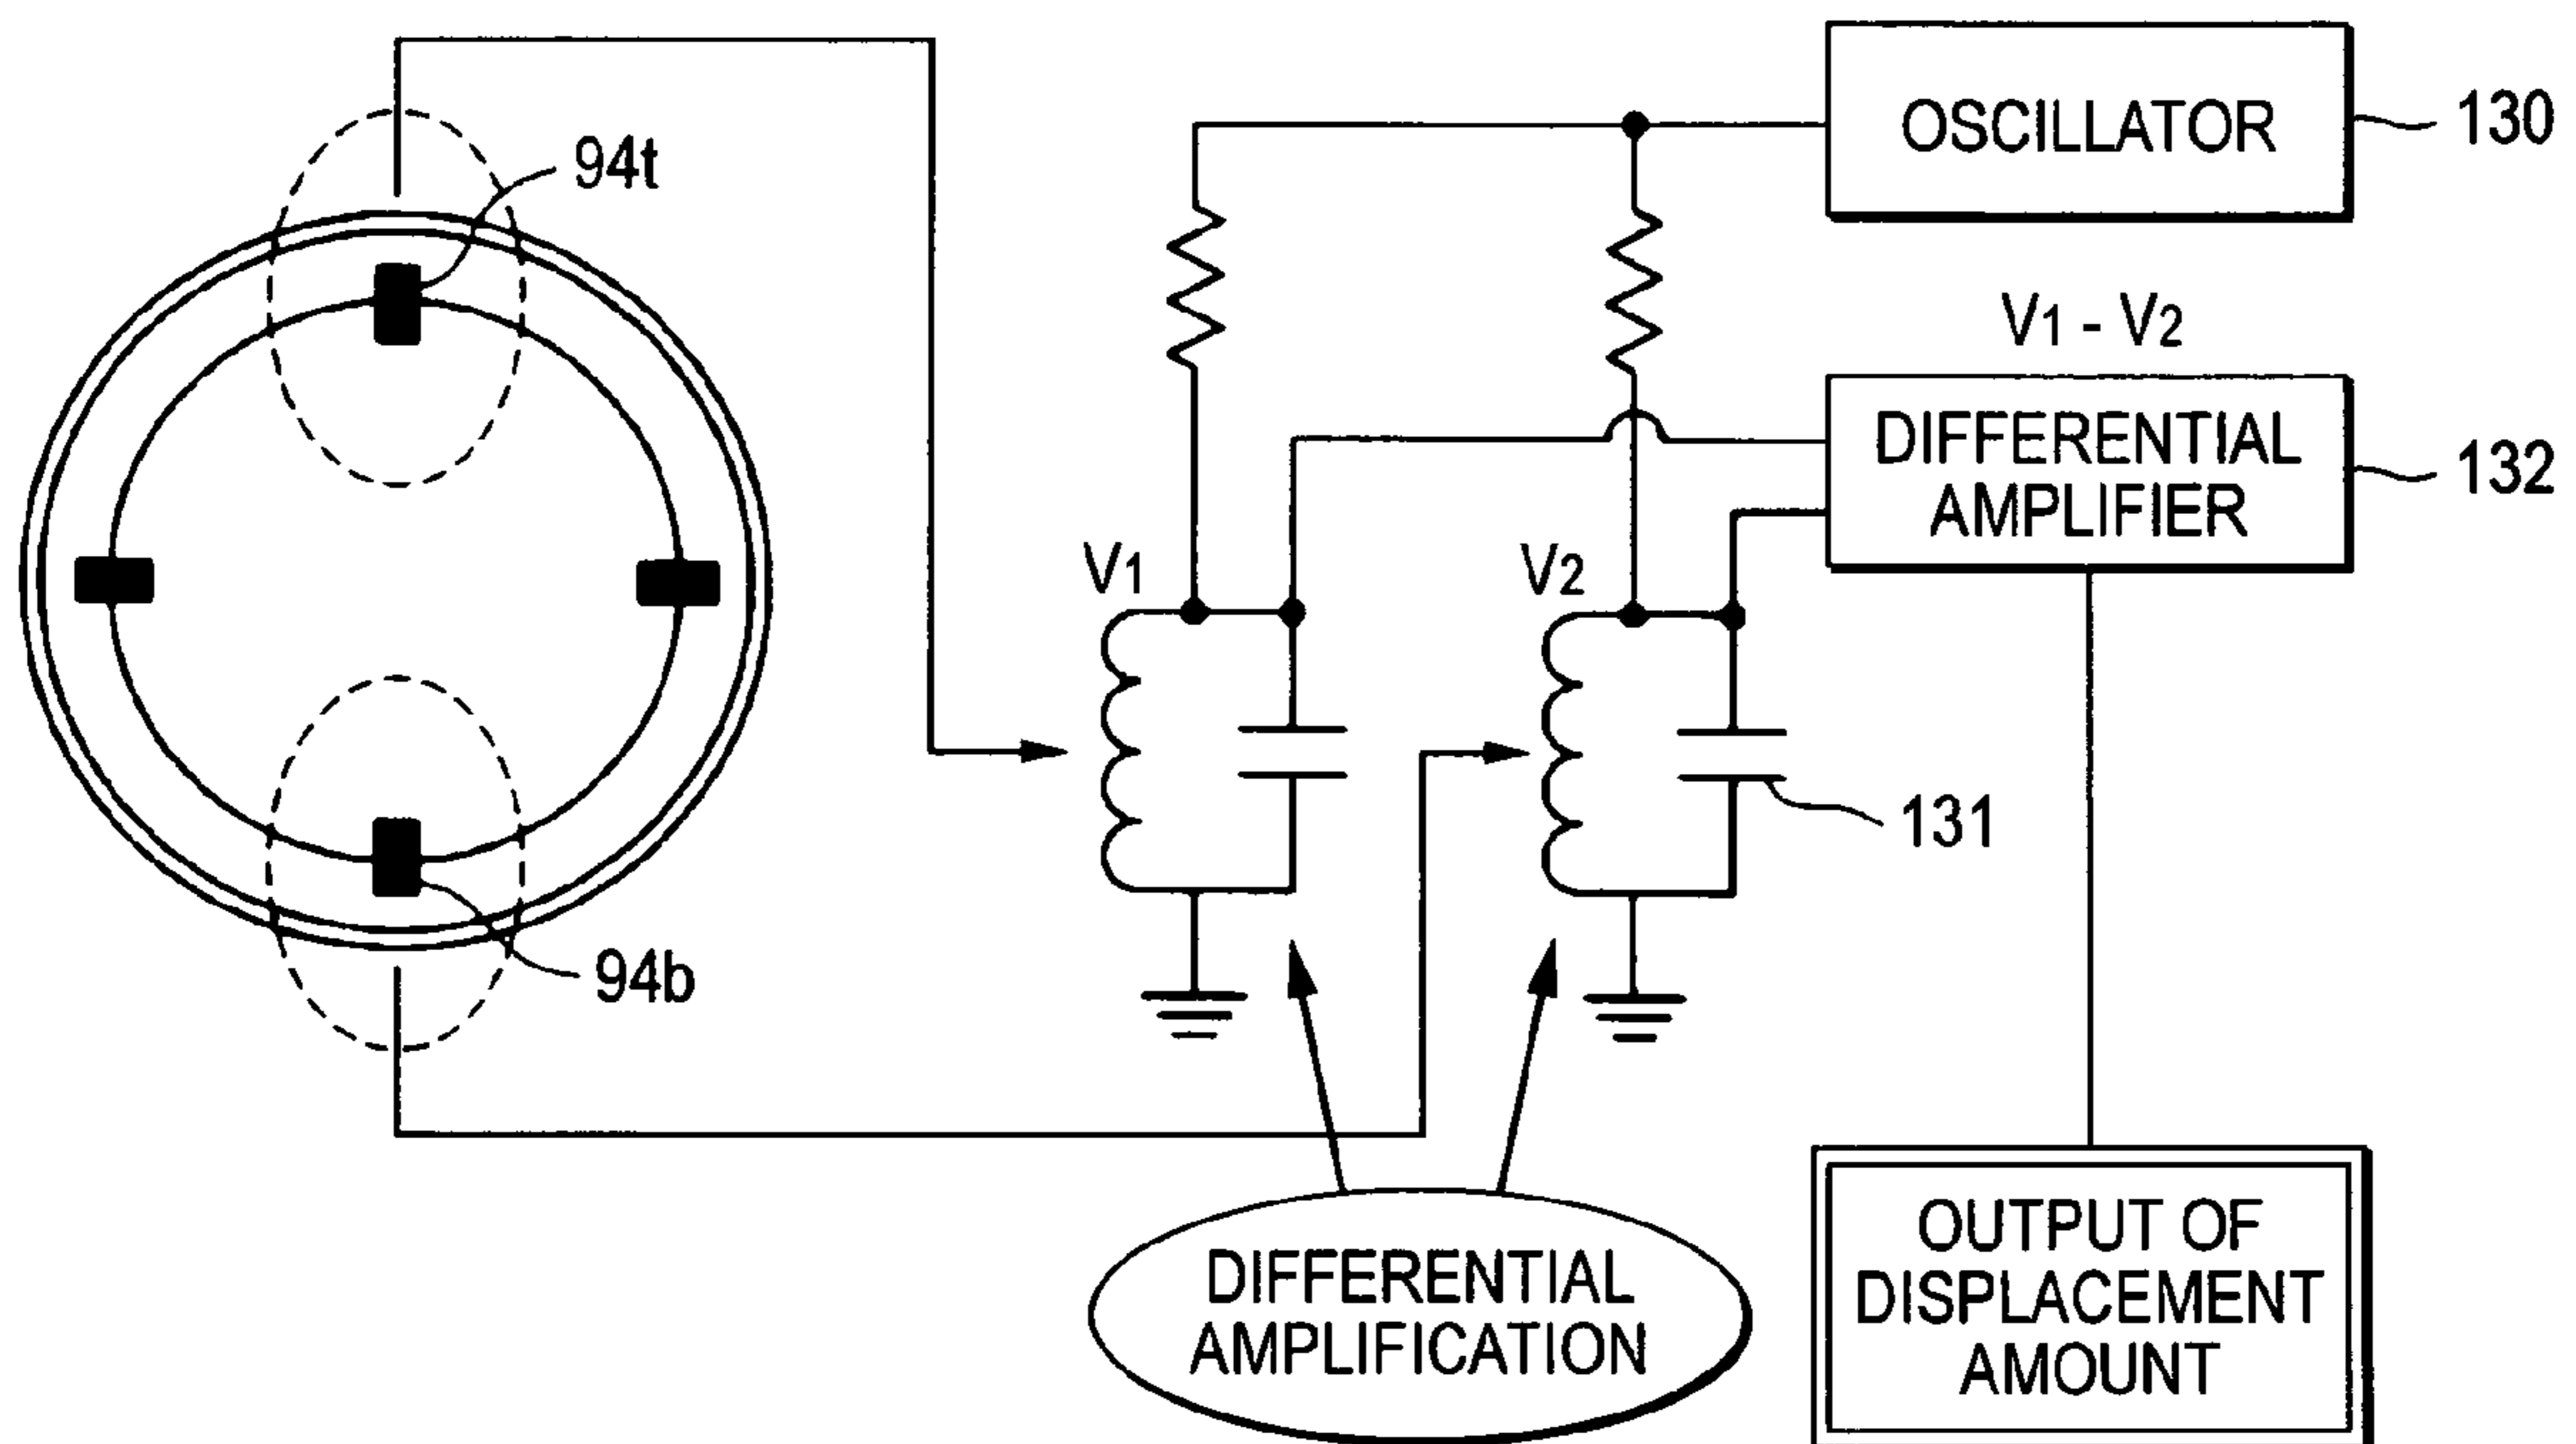 94t
OSCILLATOR
130
V1 - V2
DIFFERENTIAL
AMPLIFIER
132
V1
V2
131
94b
DIFFERENTIAL
AMPLIFICATION
OUTPUT OF
DISPLACEMENT
AMOUNT